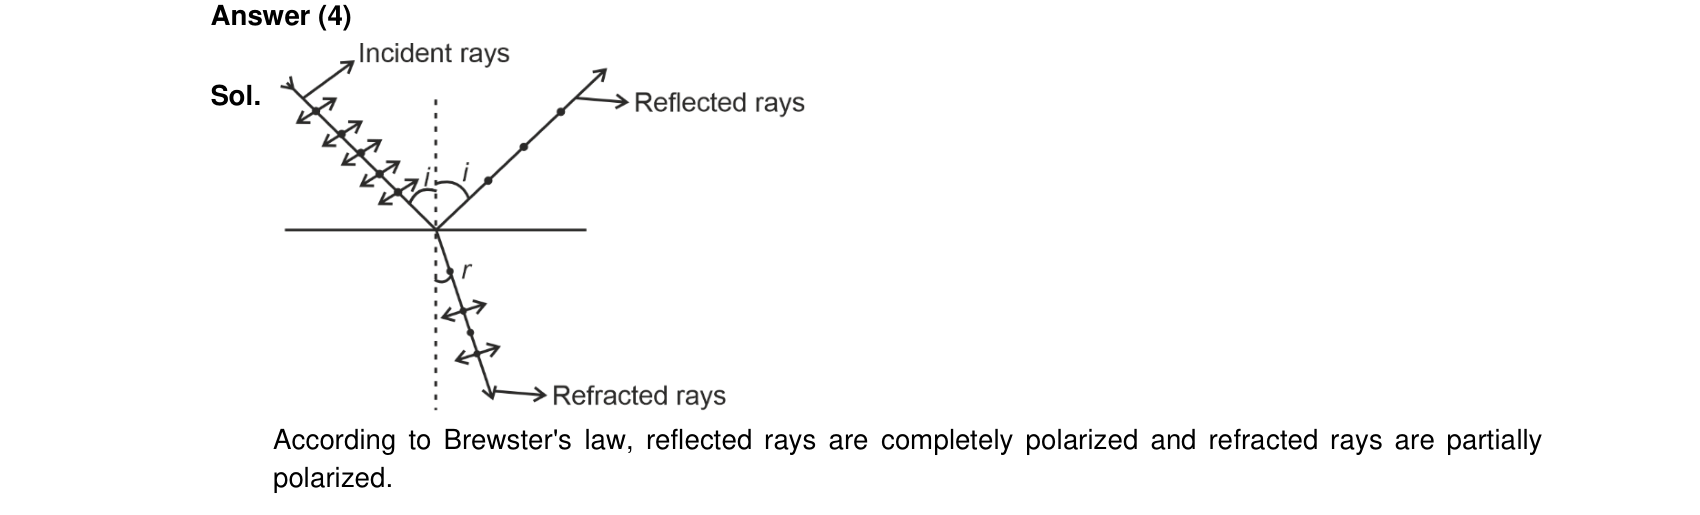 Answer (4)
Incident rays
Sol.
Reflected rays
i i
r
Refracted rays
According to Brewster's law, reflected rays are completely polarized and refracted rays are partially
polarized.